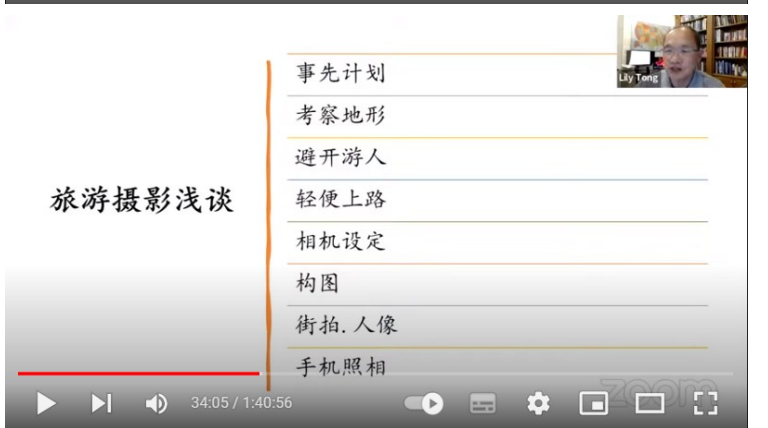 Lily Tong
旅游摄影浅谈
事先计划
考察地形
避开游人
轻便上路
相机设定
构图
街拍.人像
手机照相
zoom
34:05 / 1:40:56